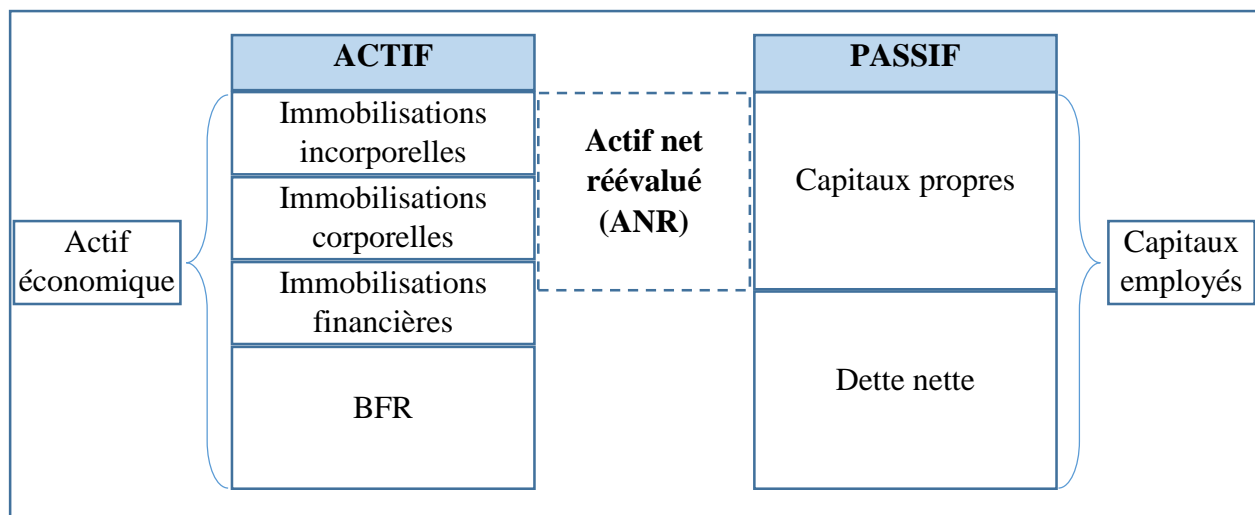 ACTIF
Immobilisations
incorporelles
Immobilisations
corporelles
Immobilisations
financières
BFR
Actif
économique
Actif net
réévalué
(ANR)
PASSIF
Capitaux propres
Dette nette
Capitaux
employés